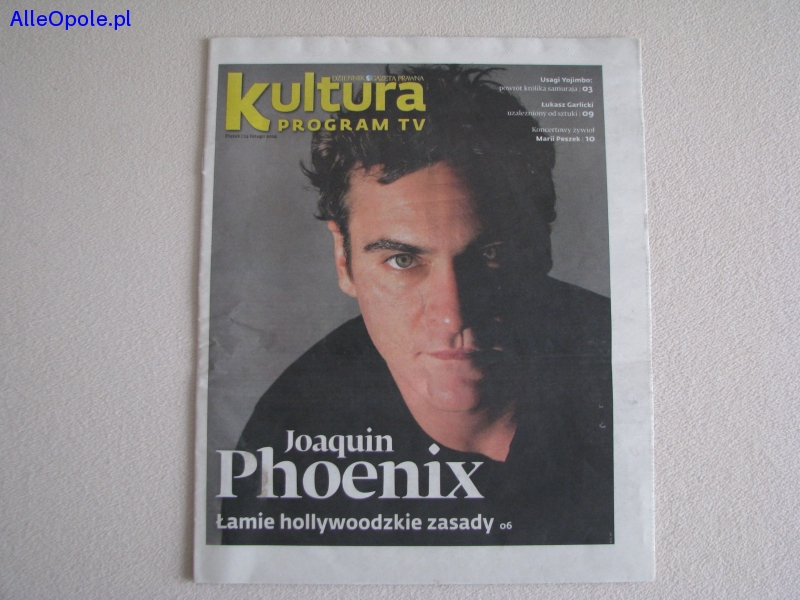 AlleOpole.pl
DZIENNIK GAZETA PRAWNA
kultura
PROGRAM TV
Usagi Yojimbo:
powrót królika samuraja | 03
Łukasz Garlicki
uzależniony od sztuki | 09
Koncertowy żywioł
Marii Peszek | 10
Joaquin
Phoenix
Łamie hollywoodzkie zasady 06